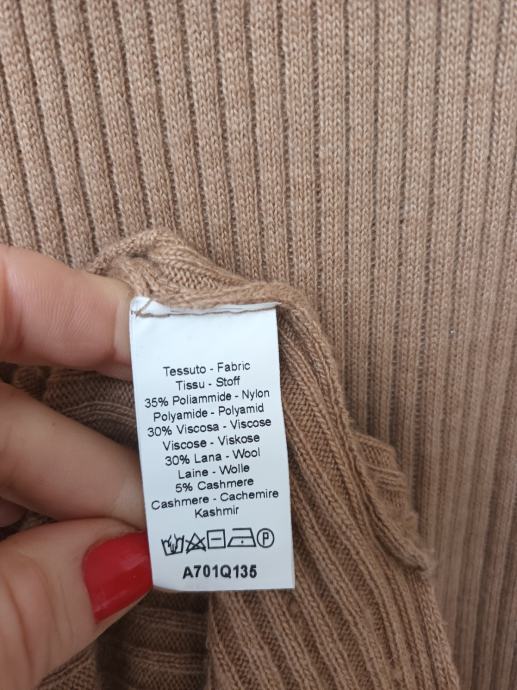 Tessuto - Fabric
Tissu - Stoff
35% Poliammide - Nylon
Polyamide - Polyamid
30% Viscosa - Viscose
Viscose - Viskose
30% Lana - Wool
Laine - Wolle
5% Cashmere
Cashmere - Cachemire
Kashmir
P
A701Q135